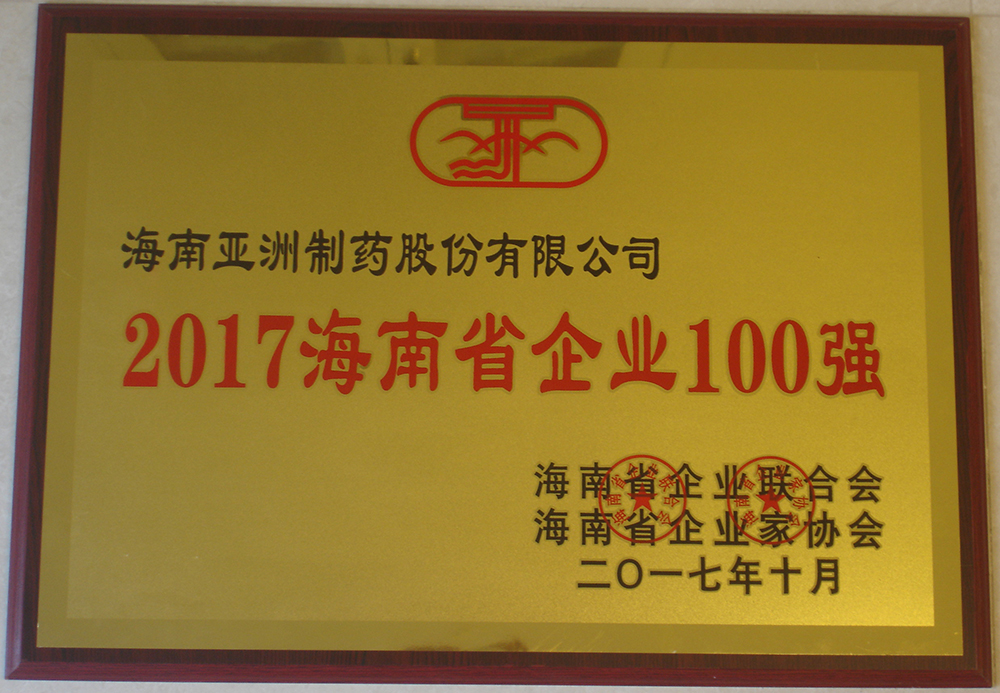 海南亚洲制药股份有限公司
2017海南省企业100强
海南省企业联合会
海南省企业家协会
二〇一七年十月